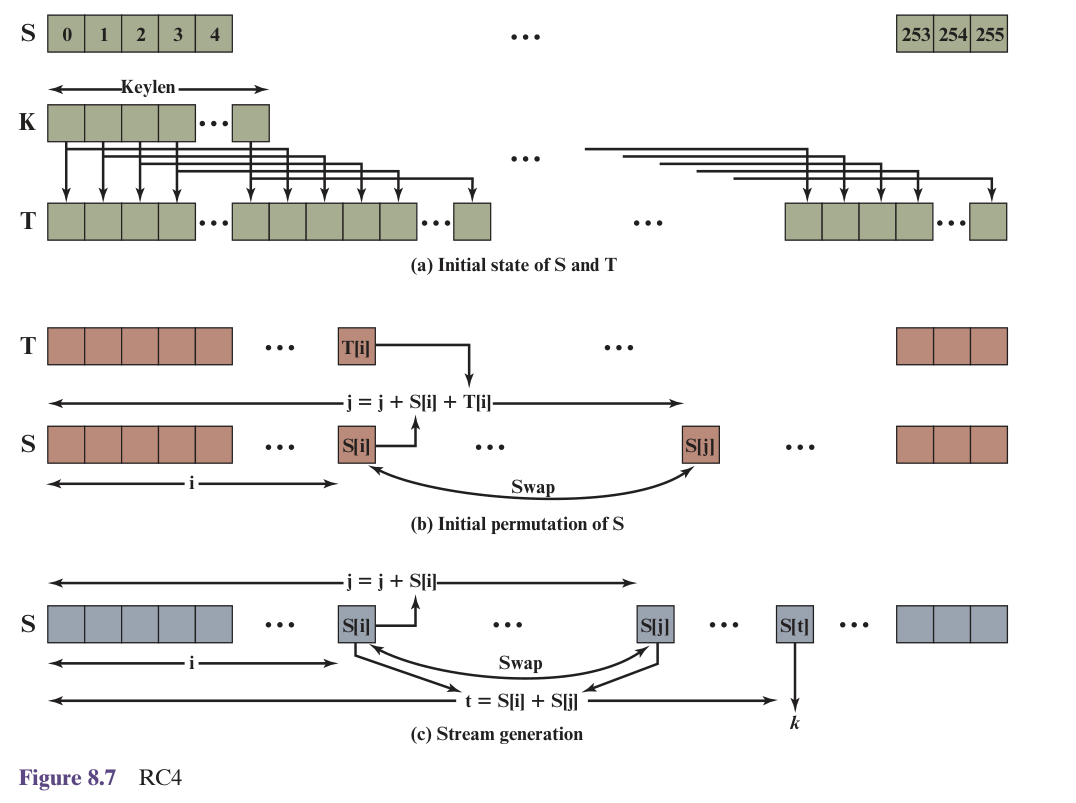 S 0 1 2 3 4 ... 253 254 255
Keylen
K ...
...
T ... ... ... ...
(a) Initial state of S and T
T ... T[i] ...
j = j + S[i] + T[i]
S ... S[i] ... S[j] ...
i
Swap
(b) Initial permutation of S
j = j + S[i]
S ... S[i] ... S[j] ... S[t] ...
i
Swap
t = S[i] + S[j]
k
(c) Stream generation
Figure 8.7 RC4